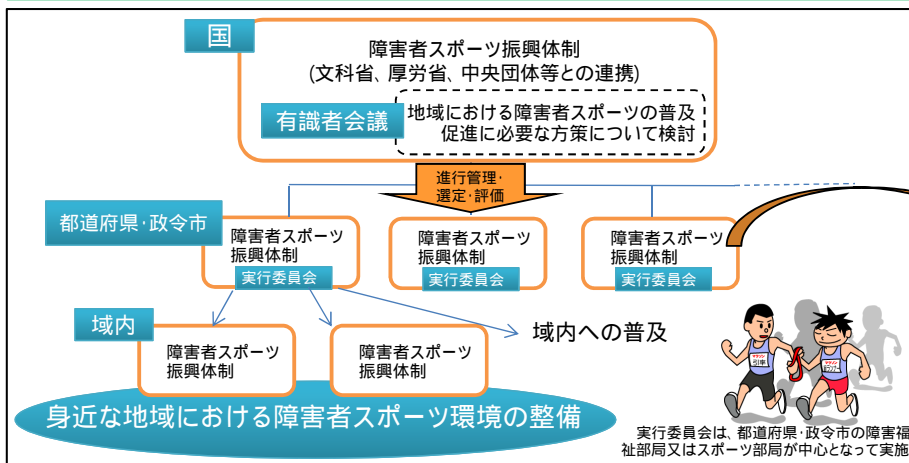 国
障害者スポーツ振興体制
(文科省、厚労省、中央団体等との連携)
有識者会議
地域における障害者スポーツの普及
促進に必要な方策について検討
進行管理・
選定・評価
都道府県・政令市
障害者スポーツ
振興体制
実行委員会
障害者スポーツ
振興体制
実行委員会
障害者スポーツ
振興体制
実行委員会
域内
障害者スポーツ
振興体制
障害者スポーツ
振興体制
域内への普及
身近な地域における障害者スポーツ環境の整備
マラソン
引率
マラソン
実行委員会は、都道府県・政令市の障害福
祉部局又はスポーツ部局が中心となって実施